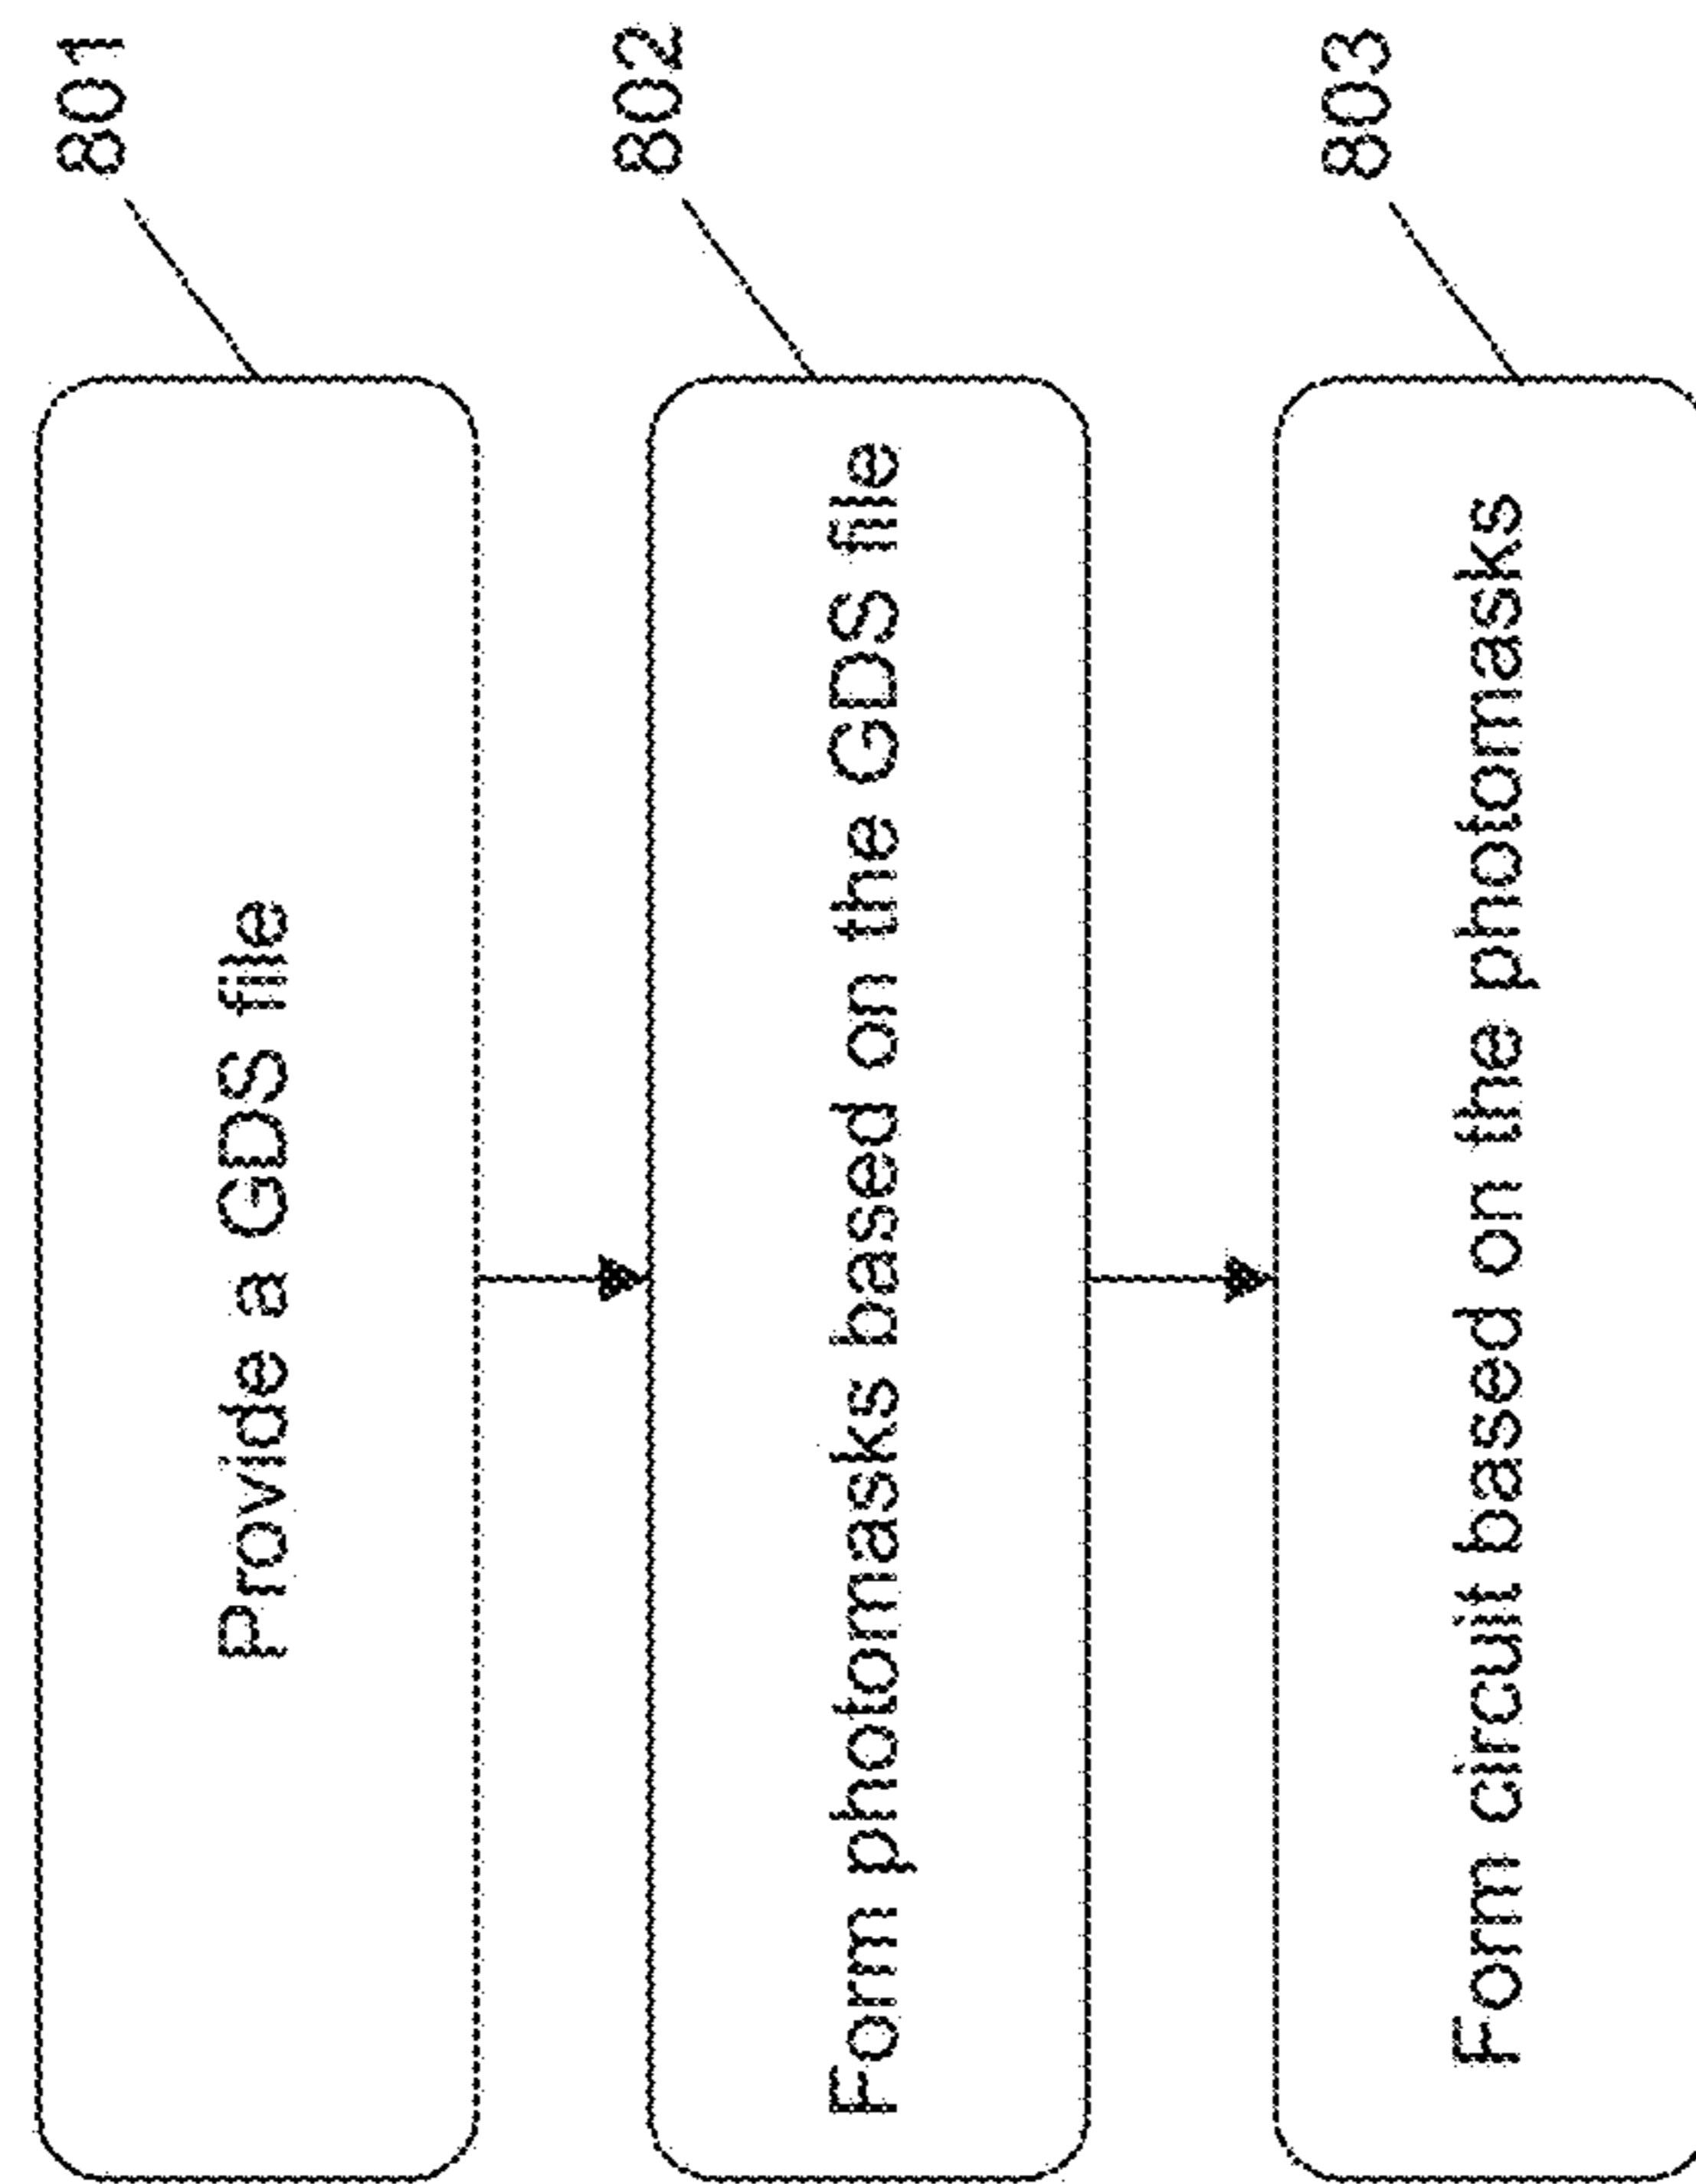 801
Provide a GDS file
802
Form photomasks based on the GDS file
803
Form circuit based on the photomasks